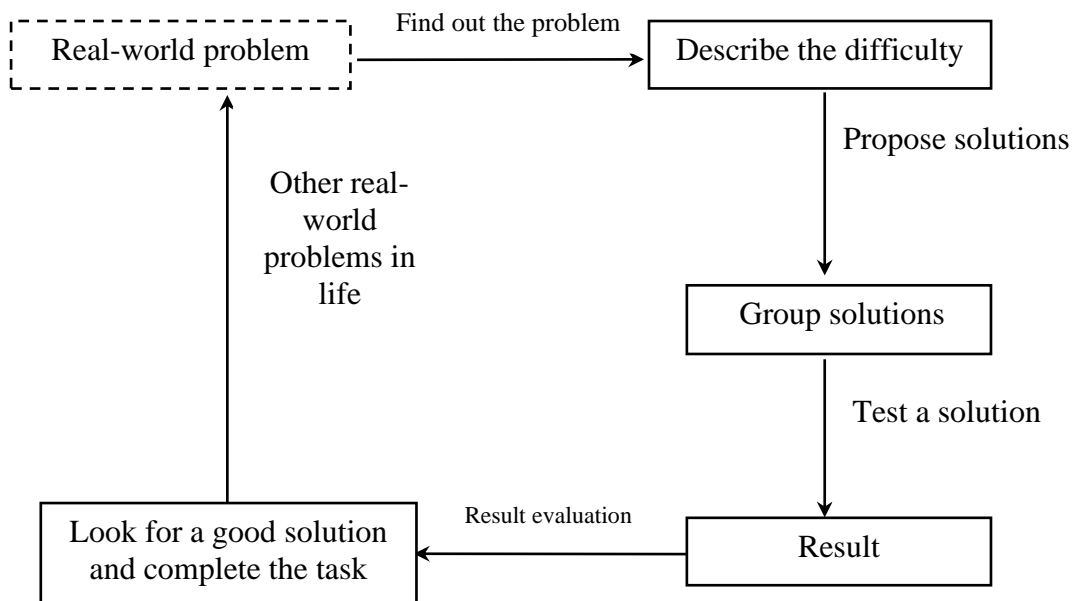 Real-world problem
Find out the problem
Describe the difficulty
Propose solutions
Other real-
world
problems in
life
Group solutions
Test a solution
Look for a good solution
and complete the task
Result evaluation
Result